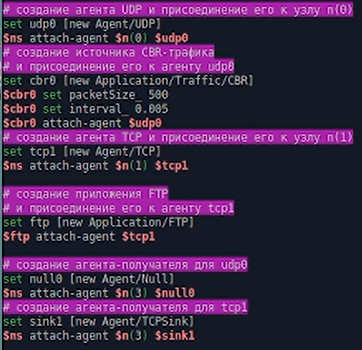 # создание агента UDP и присоединение его к узлу n(0)
set udp0 [new Agent/UDP]
$ns attach-agent $n(0) $udp0
# создание источника CBR-трафика
# и присоединение его к агенту udp0
set cbr0 [new Application/Traffic/CBR]
$cbr0 set packetSize_ 500
$cbr0 set interval_ 0.005
$cbr0 attach-agent $udp0
# создание агента TCP и присоединение его к узлу n(1)
set tcp1 [new Agent/TCP]
$ns attach-agent $n(1) $tcp1
# создание приложения FTP
# и присоединение его к агенту tcp1
set ftp [new Application/FTP]
$ftp attach-agent $tcp1
# создание агента-получателя для udp0
set null0 [new Agent/Null]
$ns attach-agent $n(3) $null0
# создание агента-получателя для tcp1
set sink1 [new Agent/TCPSink]
$ns attach-agent $n(3) $sink1